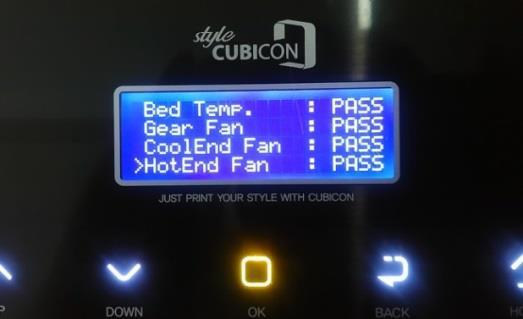 style
CUBICON
Bed Temp. : PASS
Gear Fan : PASS
CoolEnd Fan : PASS
>HotEnd Fan : PASS
JUST PRINT YOUR STYLE WITH CUBICON
DOWN OK BACK